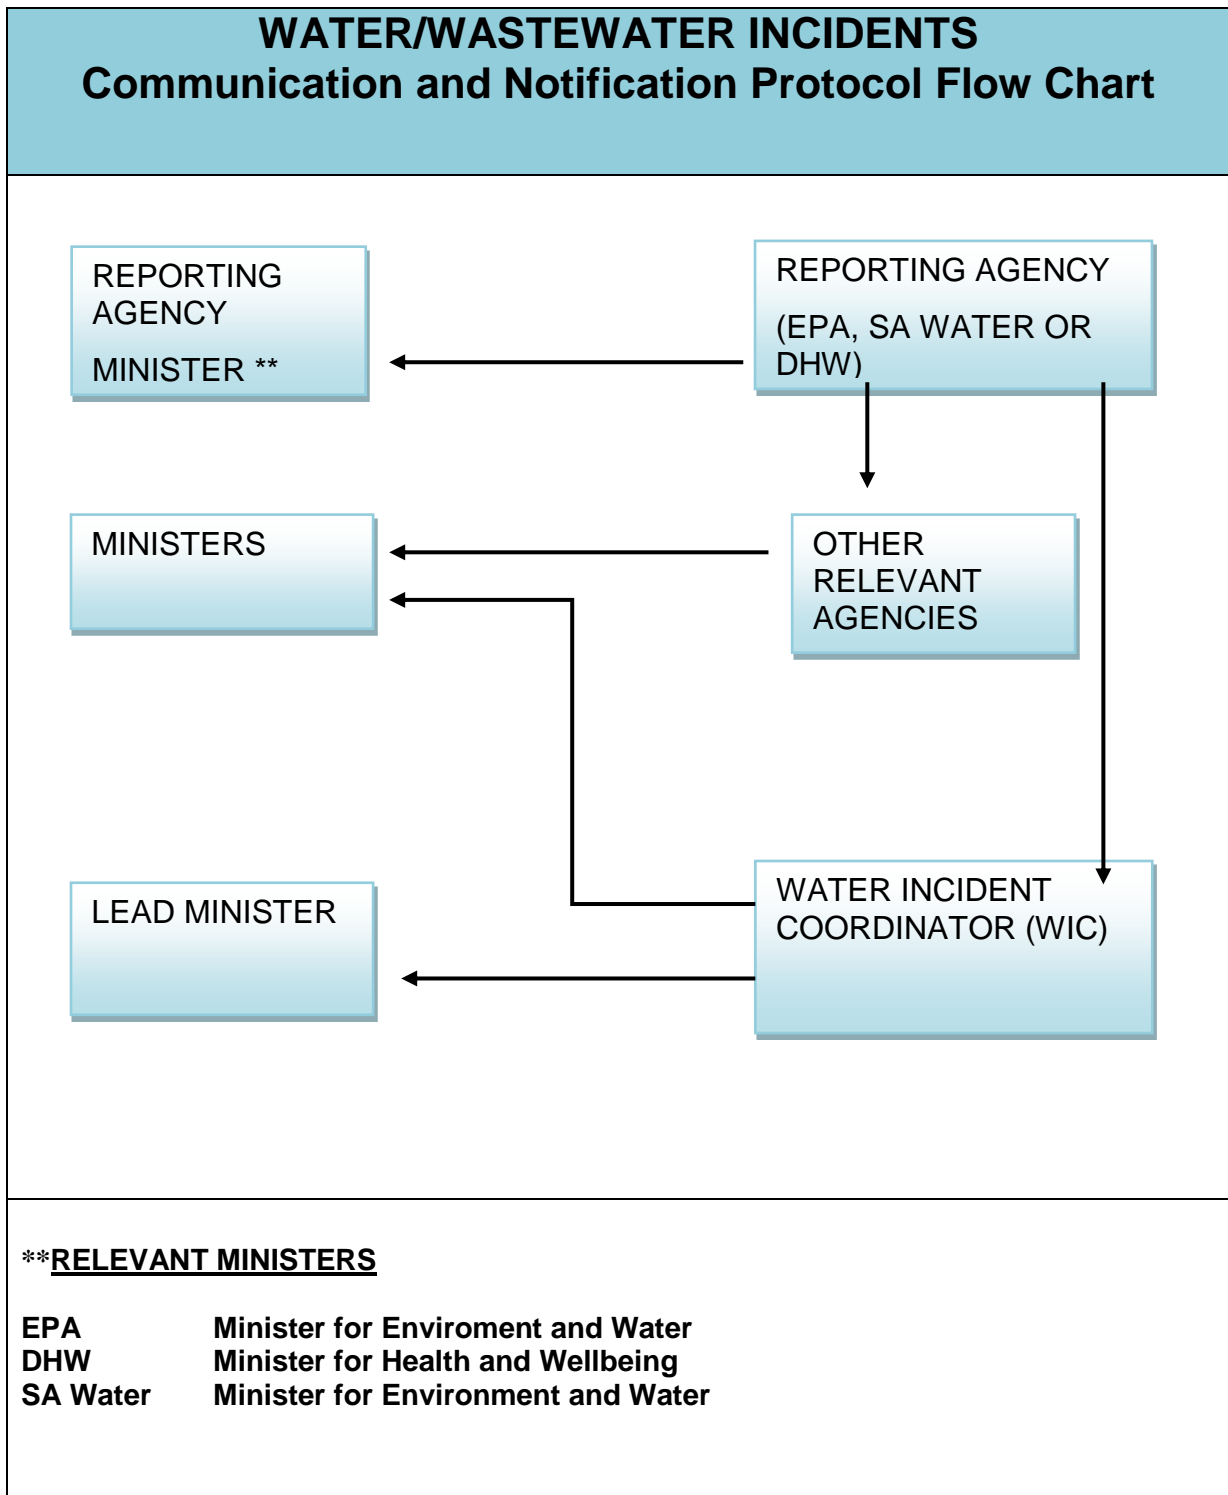 WATER/WASTEWATER INCIDENTS
Communication and Notification Protocol Flow Chart
REPORTING
AGENCY
MINISTER **
REPORTING AGENCY
(EPA, SA WATER OR
DHW)
MINISTERS
OTHER
RELEVANT
AGENCIES
LEAD MINISTER
WATER INCIDENT
COORDINATOR (WIC)
**RELEVANT MINISTERS
EPA Minister for Enviroment and Water
DHW Minister for Health and Wellbeing
SA Water Minister for Environment and Water